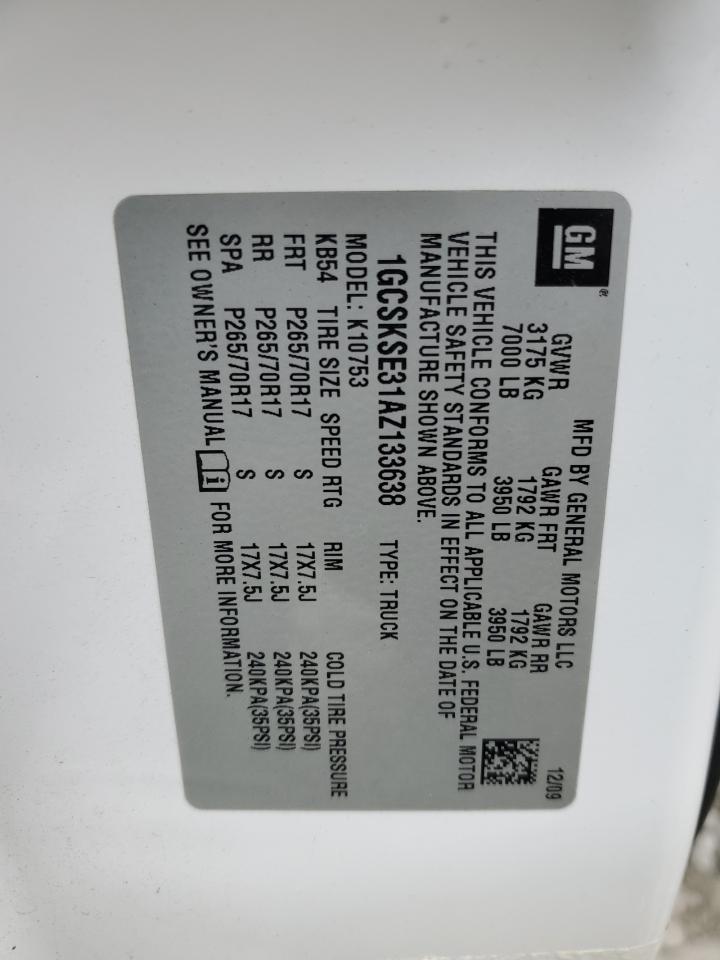 GM®
MFD BY GENERAL MOTORS LLC 12/09
GVWR GAWR FRT GAWR RR
3175 KG 1792 KG 1792 KG
7000 LB 3950 LB 3950 LB
THIS VEHICLE CONFORMS TO ALL APPLICABLE U.S. FEDERAL MOTOR
VEHICLE SAFETY STANDARDS IN EFFECT ON THE DATE OF
MANUFACTURE SHOWN ABOVE.
1GCSKSE31AZ133638 TYPE: TRUCK
MODEL: K10753
KB54 TIRE SIZE SPEED RTG RIM COLD TIRE PRESSURE
FRT P265/70R17 S 17X7.5J 240KPA(35PSI)
RR P265/70R17 S 17X7.5J 240KPA(35PSI)
SPA P265/70R17 S 17X7.5J 240KPA(35PSI)
SEE OWNER'S MANUAL FOR MORE INFORMATION.